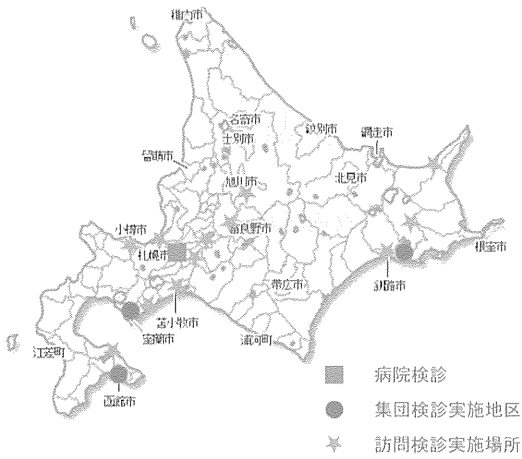 稚内市
名寄市
士別市
紋別市
網走市
留萌市
旭川市
北見市
小樽市
富良野市
札幌市
根室市
帯広市
釧路市
苫小牧市
室蘭市
浦河町
江差町
函館市
病院検診
集団検診実施地区
訪問検診実施場所